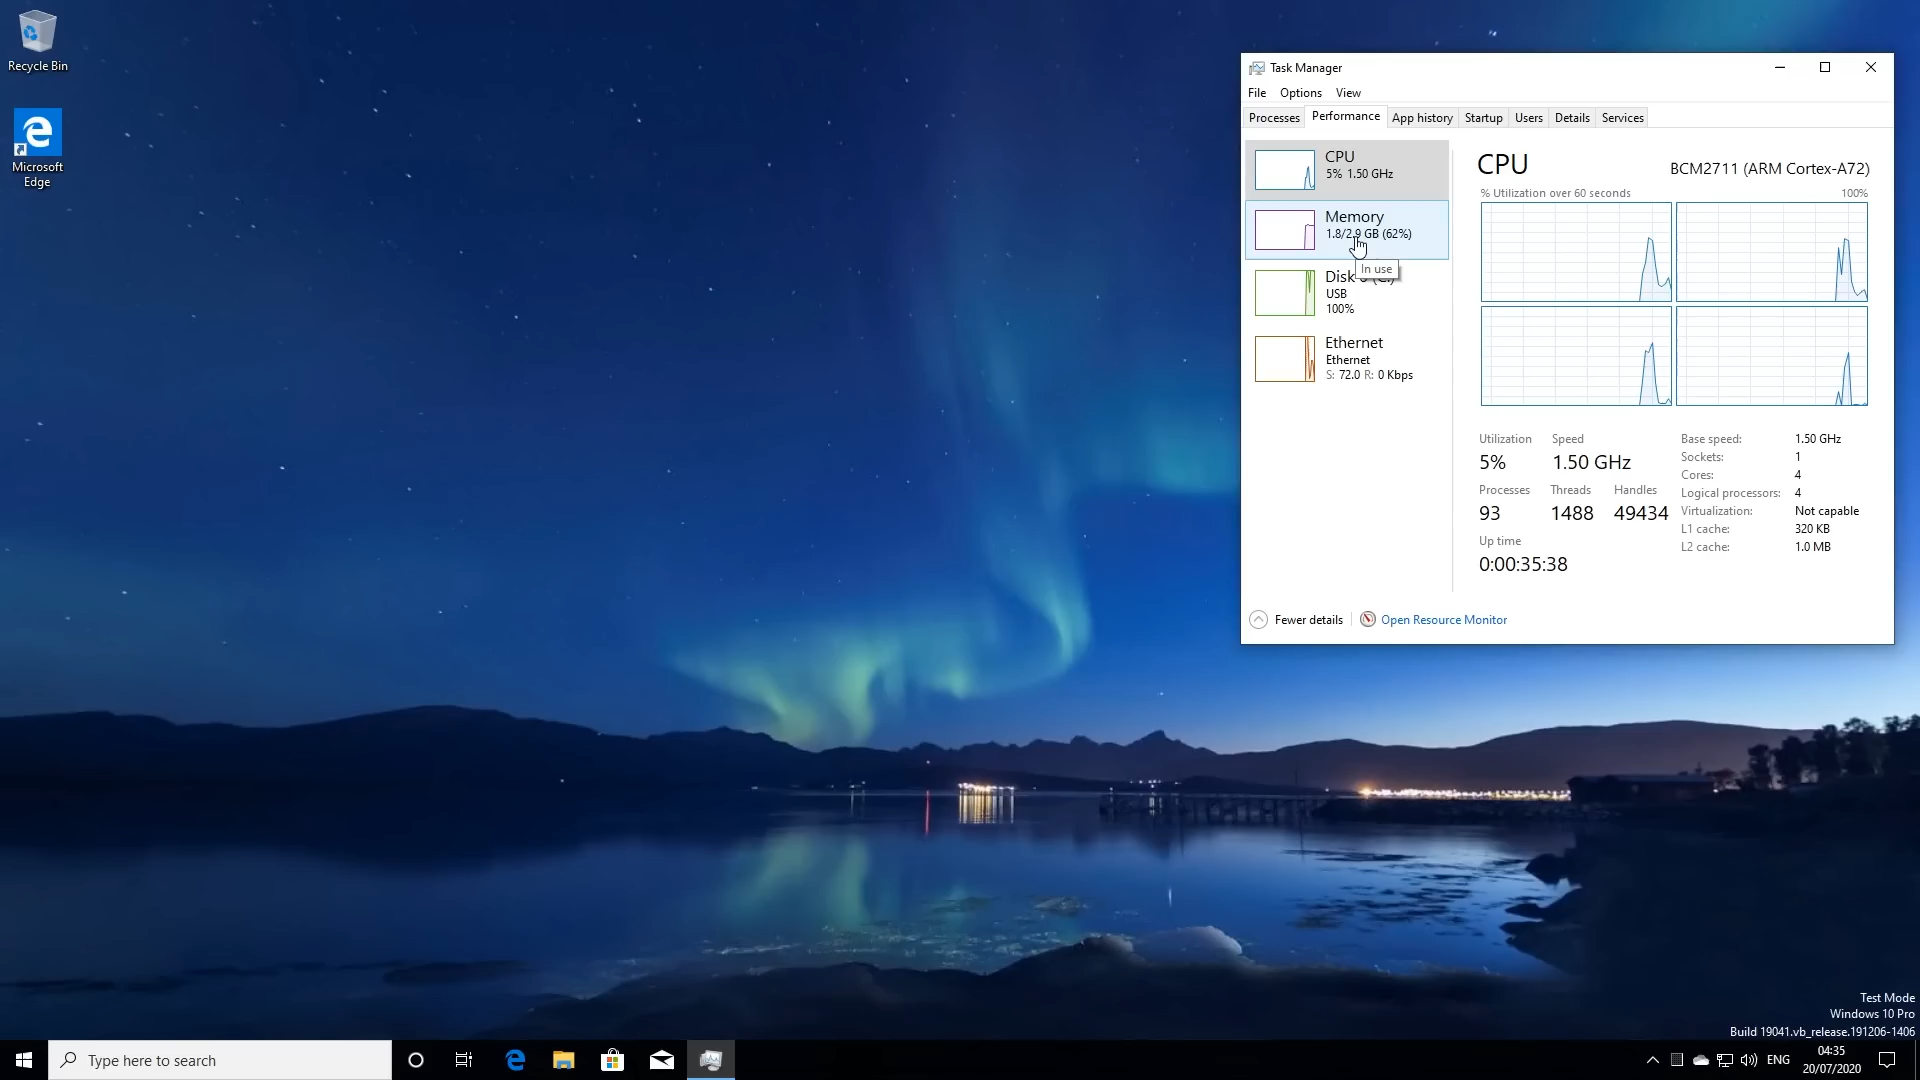 Recycle Bin
Microsoft
Edge
Task Manager
File Options View
Processes Performance App history Startup Users Details Services
CPU
5% 1.50 GHz
Memory
1.8/2.9 GB (62%)
In use
Disk
USB
100%
Ethernet
Ethernet
S: 72.0 R: 0 Kbps
CPU BCM2711 (ARM Cortex-A72)
% Utilization over 60 seconds 100%
Utilization Speed
5% 1.50 GHz
Processes Threads Handles
93 1488 49434
Up time
0:00:35:38
Base speed: 1.50 GHz
Sockets: 1
Cores: 4
Logical processors: 4
Virtualization: Not capable
L1 cache: 320 KB
L2 cache: 1.0 MB
Fewer details Open Resource Monitor
Test Mode
Windows 10 Pro
Build 19041.vb_release.191206-1406
Type here to search
ENG
04:35
20/07/2020